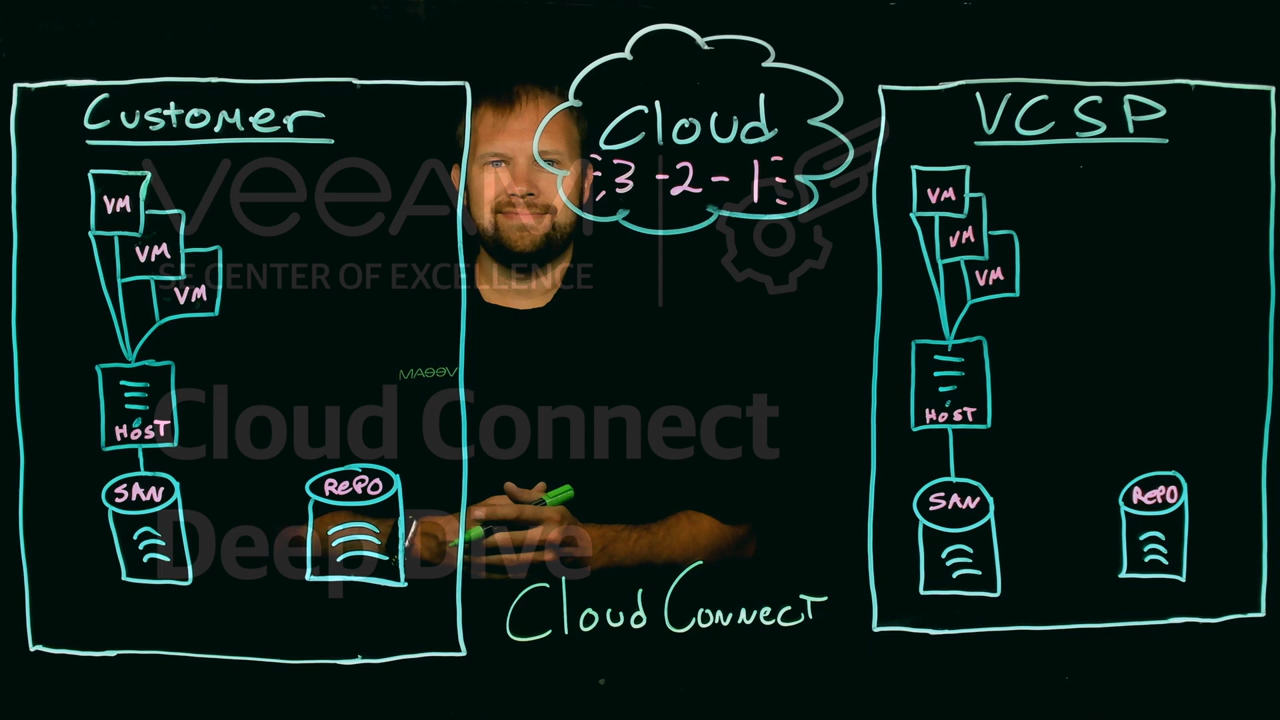 Customer
Cloud
3-2-1
VCSP
veeAM
SE CENTER OF EXCELLENCE
VM
VM
VM
HOST
SAN
RePO
VM
VM
VM
HOST
SAN
RePO
VeeAM
Cloud Connect
Deep Dive
Cloud Connect